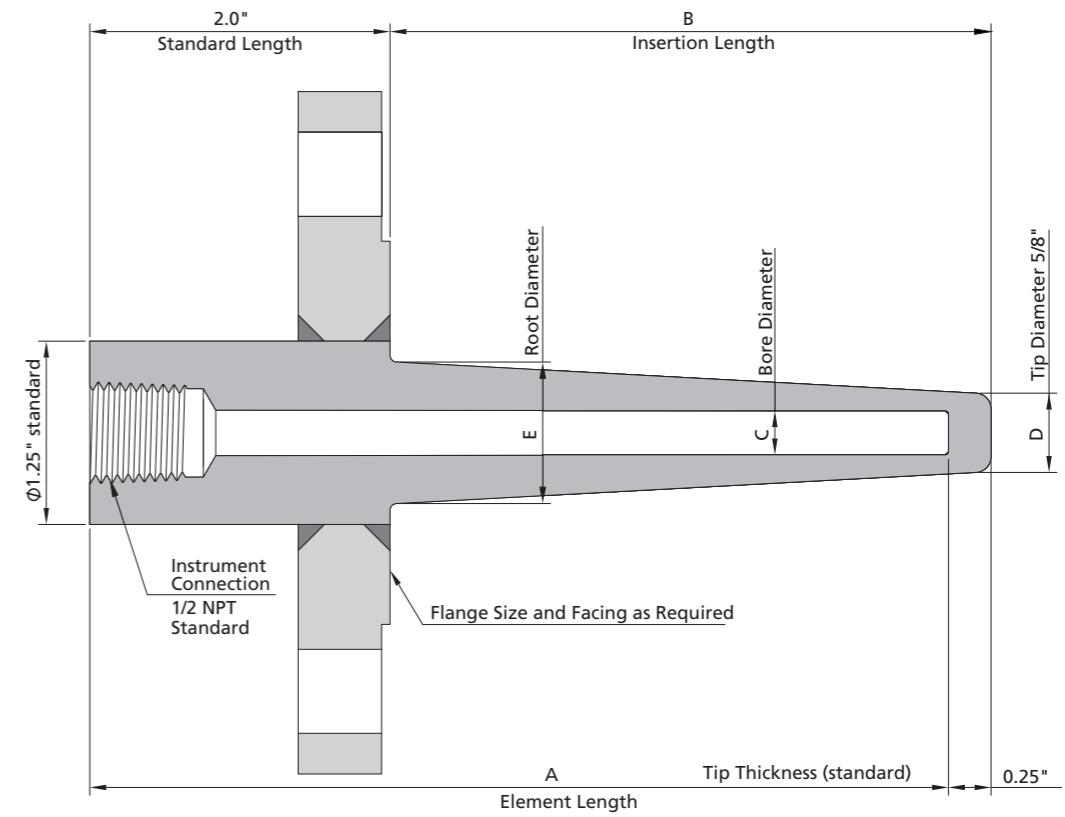 2.0"
Standard Length
B
Insertion Length
Root Diameter
Bore Diameter
Tip Diameter 5/8"
Φ1.25" standard
E
C
D
Instrument
Connection
1/2 NPT
Standard
Flange Size and Facing as Required
A
Element Length
Tip Thickness (standard)
0.25"